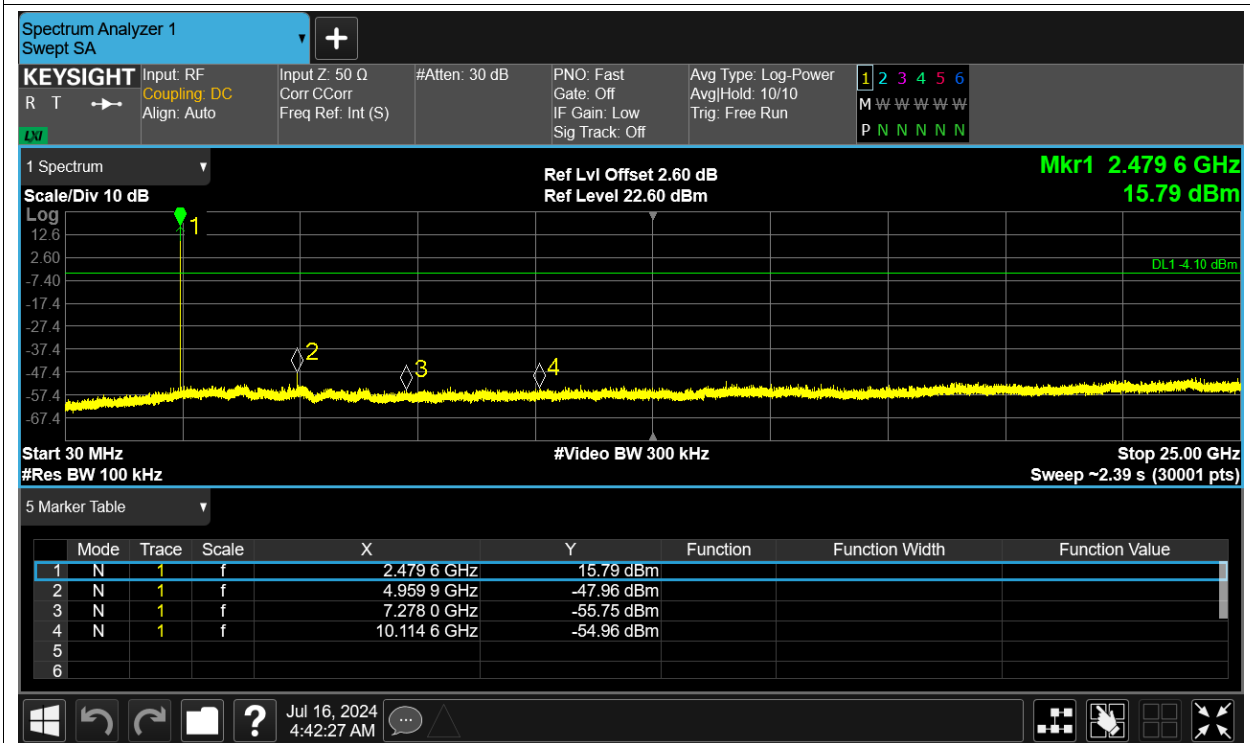 Spectrum Analyzer 1
Swept SA
KEYSIGHT
R T
LXI
Input: RF
Coupling: DC
Align: Auto
Input Z: 50 Ω
Corr CCorr
Freq Ref: Int (S)
#Atten: 30 dB
PNO: Fast
Gate: Off
IF Gain: Low
Sig Track: Off
Avg Type: Log-Power
Avg|Hold: 10/10
Trig: Free Run
1 2 3 4 5 6
M W W W W W
P N N N N N
1 Spectrum
Scale/Div 10 dB
Ref Lvl Offset 2.60 dB
Ref Level 22.60 dBm
Mkr1 2.479 6 GHz
15.79 dBm
Log
12.6
2.60
-7.40
-17.4
-27.4
-37.4
-47.4
-57.4
-67.4
1
2
3
4
DL1 -4.10 dBm
Start 30 MHz
#Video BW 300 kHz
Stop 25.00 GHz
#Res BW 100 kHz
Sweep ~2.39 s (30001 pts)
5 Marker Table
Mode Trace Scale X Y Function Function Width Function Value
1 N 1 f 2.479 6 GHz 15.79 dBm
2 N 1 f 4.959 9 GHz -47.96 dBm
3 N 1 f 7.278 0 GHz -55.75 dBm
4 N 1 f 10.114 6 GHz -54.96 dBm
5
6
?
Jul 16, 2024
4:42:27 AM